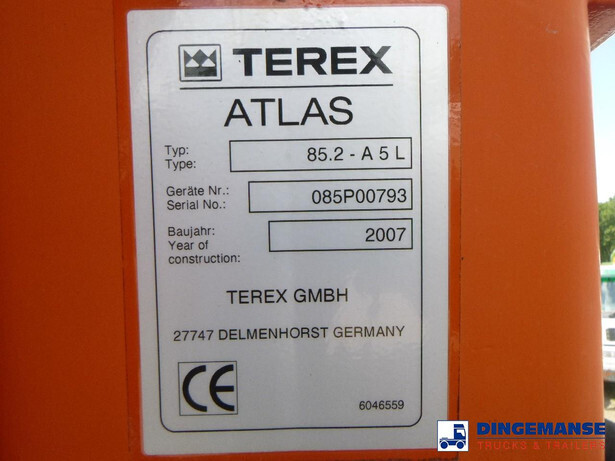 TEREX
ATLAS
Typ:
Type:
85.2 - A 5 L
Geräte Nr.:
Serial No.:
085P00793
Baujahr:
Year of
construction:
2007
TEREX GMBH
27747 DELMENHORST GERMANY
CE
6046559
DINGEMANSE
TRUCKS & TRAILERS